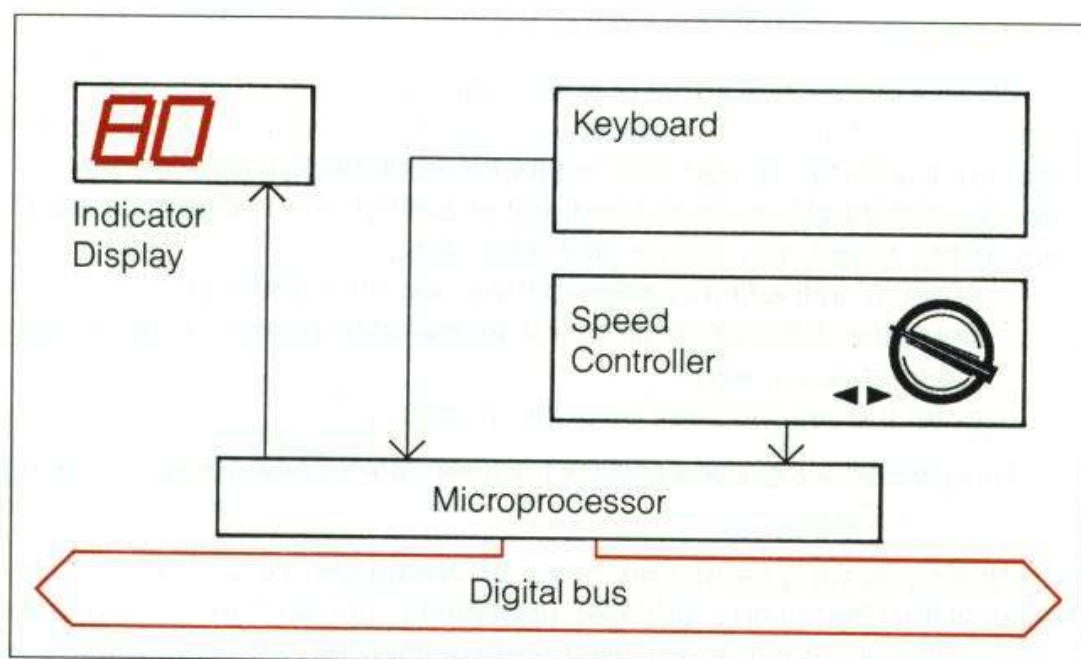 80
Indicator
Display
Keyboard
Speed
Controller
Microprocessor
Digital bus